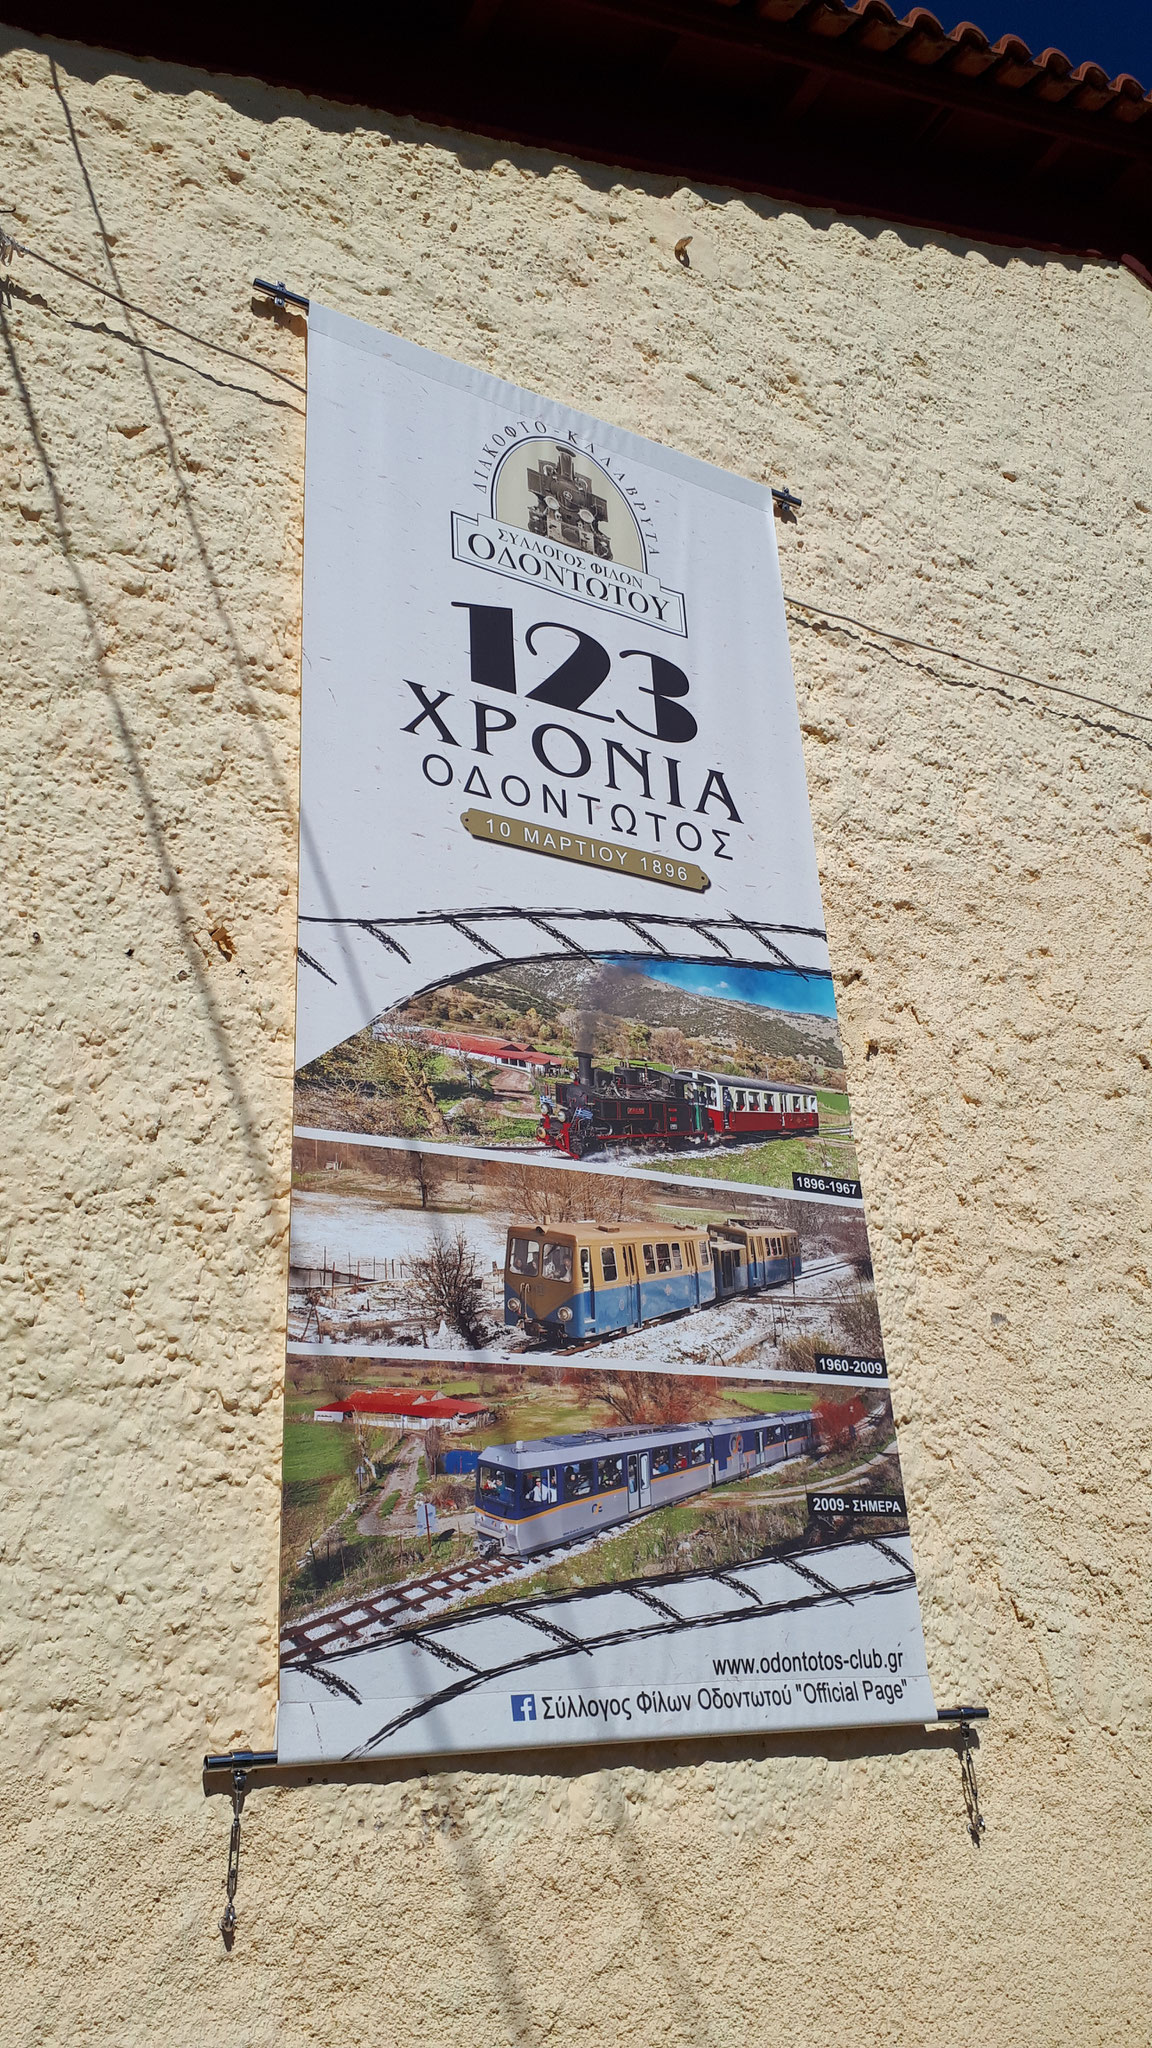 ΔΙΑΚΟΦΤΟ - ΚΑΛΑΒΡΥΤΑ
ΣΥΛΛΟΓΟΣ ΦΙΛΩΝ
ΟΔΟΝΤΩΤΟΥ
123
ΧΡΟΝΙΑ
ΟΔΟΝΤΩΤΟΣ
10 ΜΑΡΤΙΟΥ 1896
1896-1967
1960-2009
2009- ΣΗΜΕΡΑ
www.odontotos-club.gr
Σύλλογος Φίλων Οδοντωτού "Official Page"